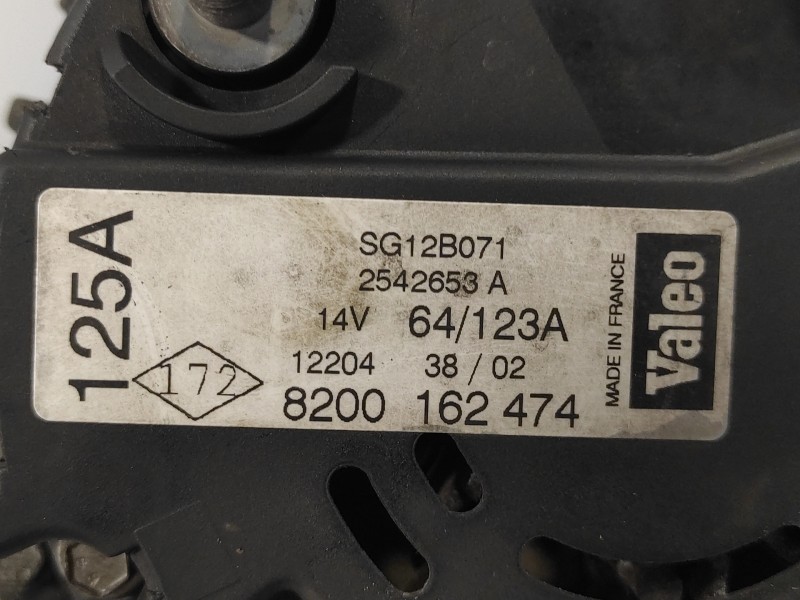 125A
172
SG12B071
2542653 A
14V 64/123A
12204 38/02
8200 162 474
MADE IN FRANCE
Valeo